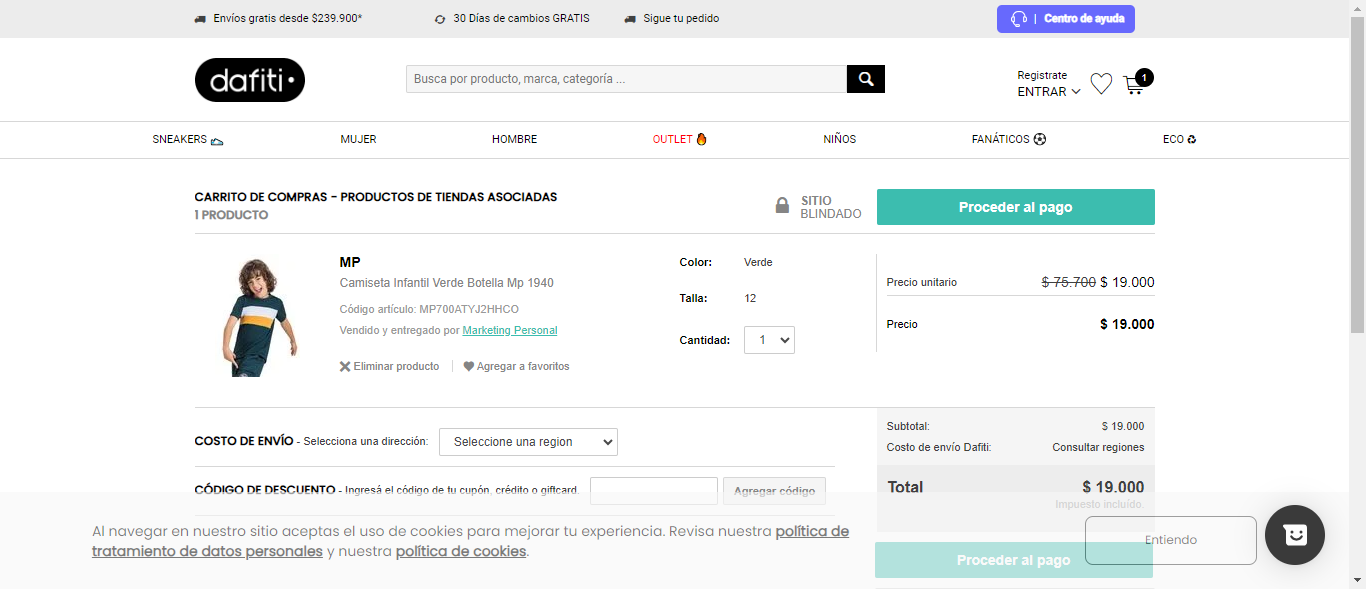 Envíos gratis desde $239.900*
30 Días de cambios GRATIS
Sigue tu pedido
| Centro de ayuda
dafiti
Busca por producto, marca, categoría ...
Registrate
ENTRAR
1
SNEAKERS
MUJER
HOMBRE
OUTLET
NIÑOS
FANÁTICOS
ECO
CARRITO DE COMPRAS - PRODUCTOS DE TIENDAS ASOCIADAS
1 PRODUCTO
SITIO
BLINDADO
Proceder al pago
MP
Camiseta Infantil Verde Botella Mp 1940
Código artículo: MP700ATYJ2HHCO
Vendido y entregado por Marketing Personal
Eliminar producto
Agregar a favoritos
Color: Verde
Talla: 12
Cantidad: 1
Precio unitario $ 75.700 $ 19.000
Precio $ 19.000
COSTO DE ENVÍO - Selecciona una dirección: Seleccione una region
CÓDIGO DE DESCUENTO - Ingresá el código de tu cupón, crédito o giftcard. Agregar código
Subtotal: $ 19.000
Costo de envío Dafiti: Consultar regiones
Total $ 19.000
Impuesto incluído.
Proceder al pago
Al navegar en nuestro sitio aceptas el uso de cookies para mejorar tu experiencia. Revisa nuestra política de
tratamiento de datos personales y nuestra política de cookies.
Entiendo